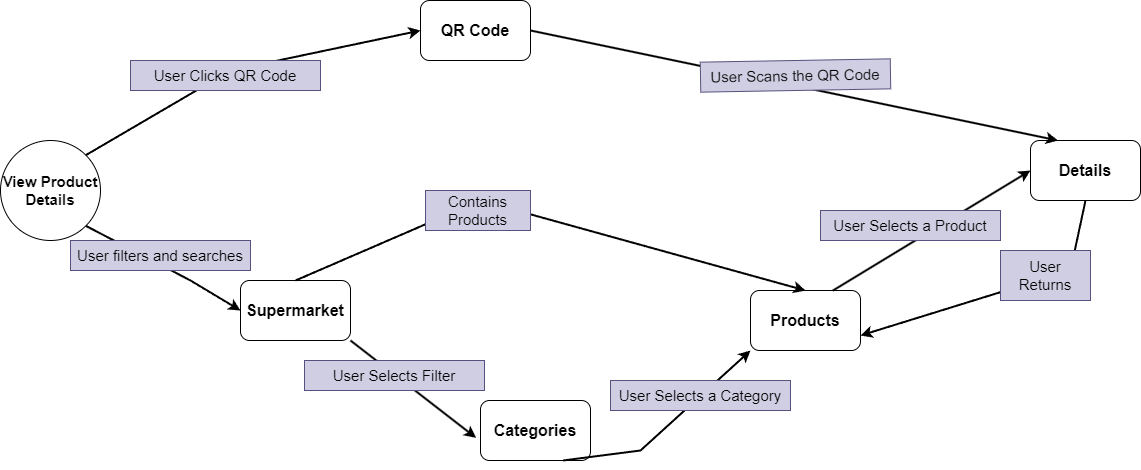 QR Code
User Clicks QR Code
User Scans the QR Code
View Product
Details
Details
Contains
Products
User Selects a Product
User filters and searches
User
Returns
Supermarket
Products
User Selects Filter
User Selects a Category
Categories